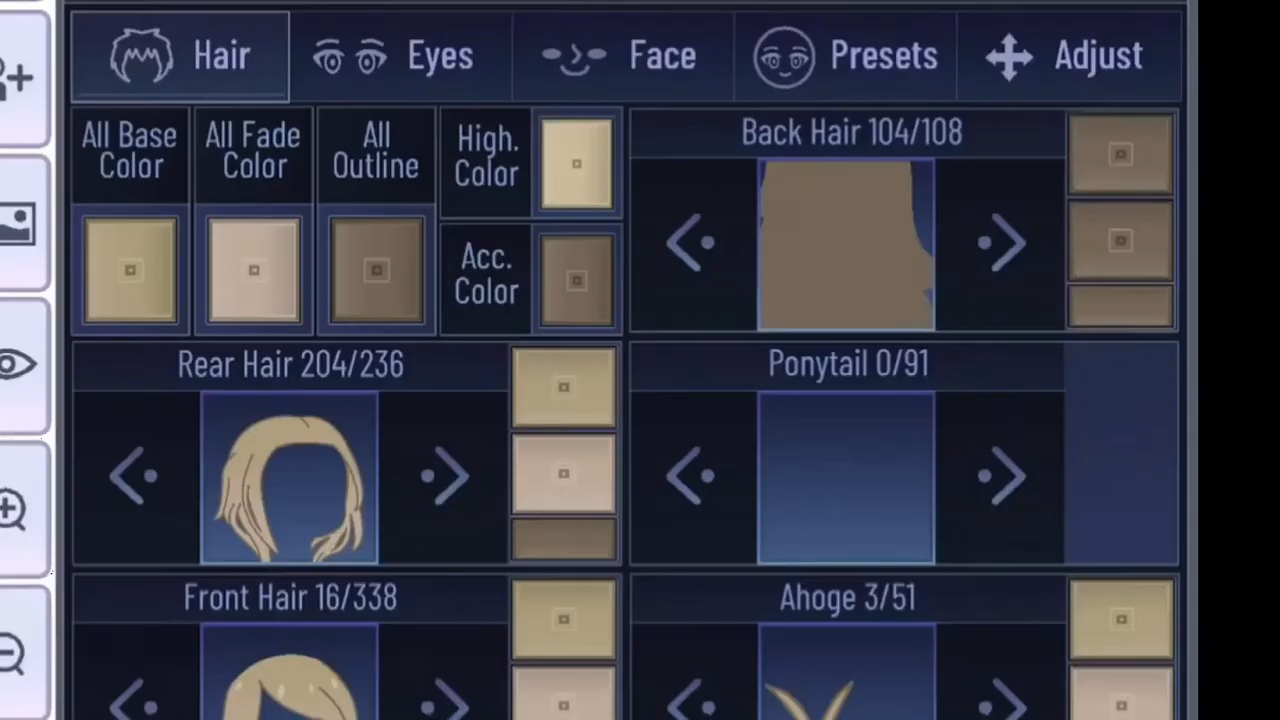 Hair
Eyes
Face
Presets
Adjust
All Base
Color
All Fade
Color
All
Outline
High.
Color
Acc.
Color
Back Hair 104/108
Rear Hair 204/236
Ponytail 0/91
Front Hair 16/338
Ahoge 3/51